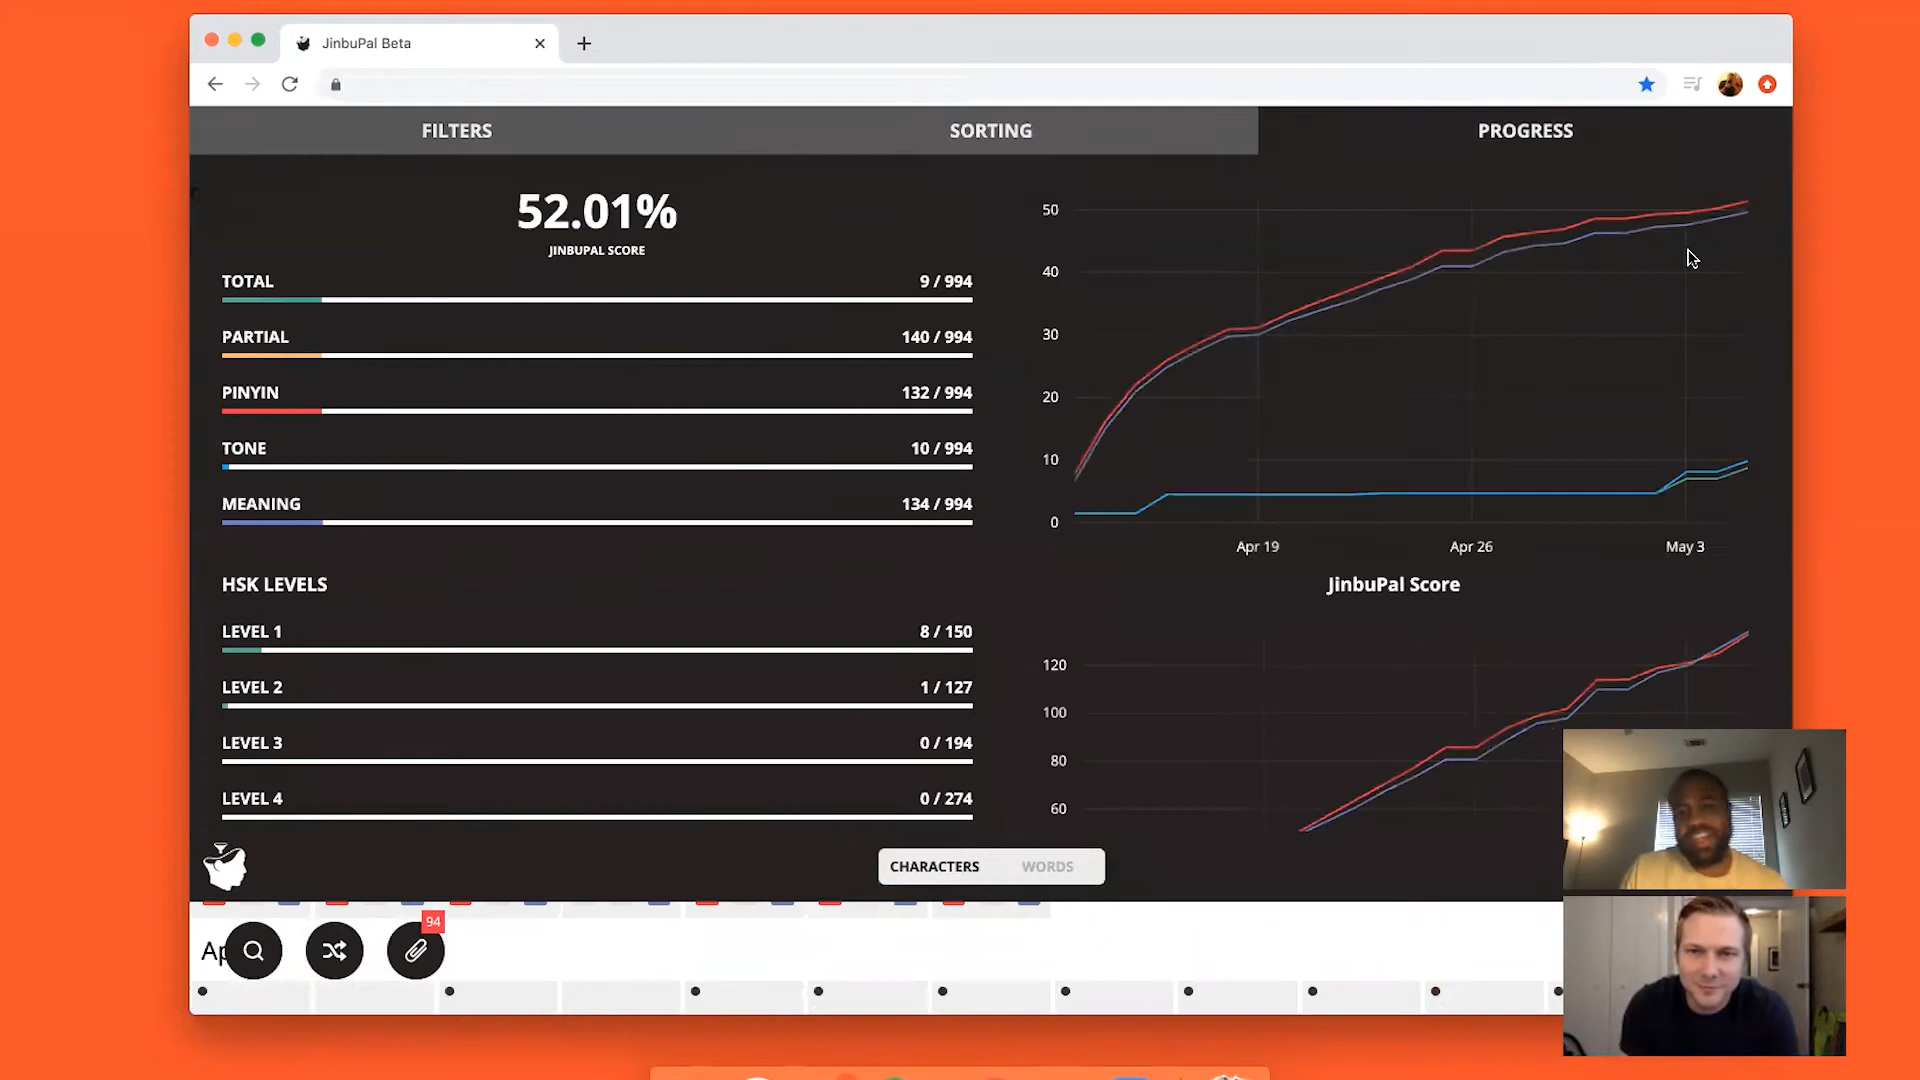 JinbuPal Beta
FILTERS
SORTING
PROGRESS
52.01%
JINBUPAL SCORE
TOTAL 9 / 994
PARTIAL 140 / 994
PINYIN 132 / 994
TONE 10 / 994
MEANING 134 / 994
HSK LEVELS
LEVEL 1 8 / 150
LEVEL 2 1 / 127
LEVEL 3 0 / 194
LEVEL 4 0 / 274
50
40
30
20
10
0
Apr 19 Apr 26 May 3
JinbuPal Score
120
100
80
60
CHARACTERS WORDS
94